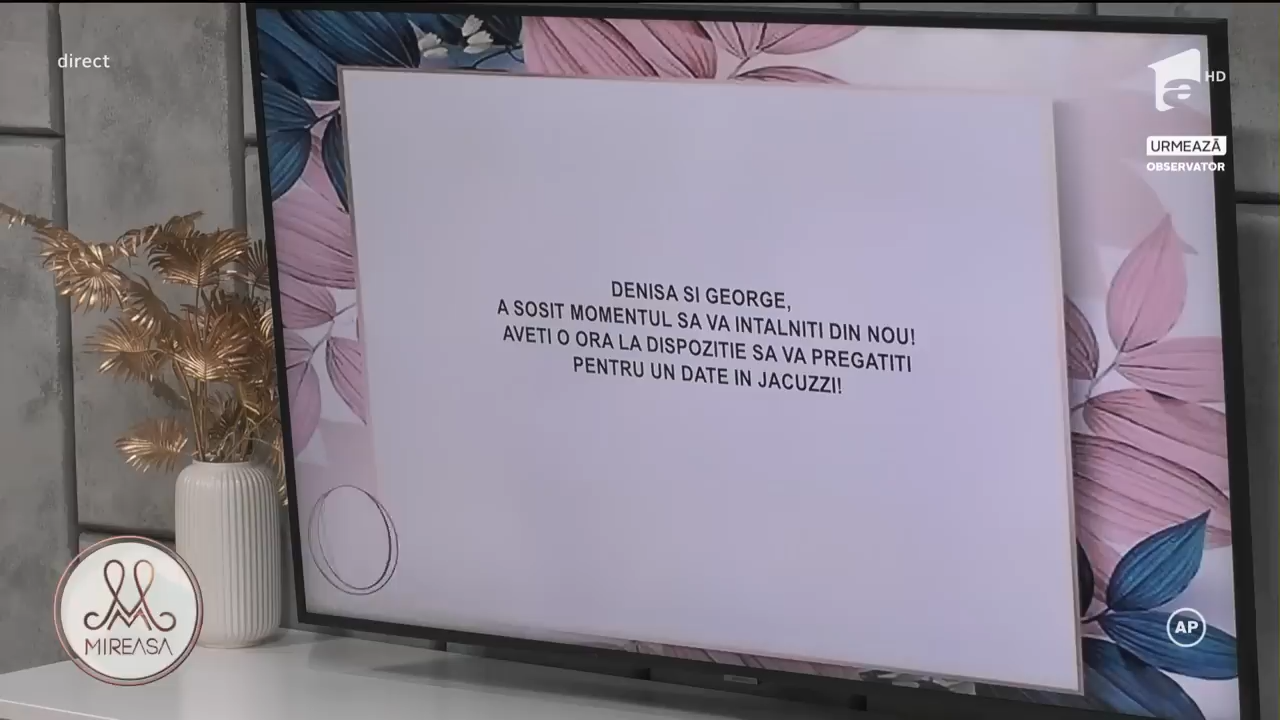 direct
HD
URMEAZĂ
OBSERVATOR
DENISA SI GEORGE,
A SOSIT MOMENTUL SA VA INTALNITI DIN NOU!
AVETI O ORA LA DISPOZITIE SA VA PREGATITI
PENTRU UN DATE IN JACUZZI!
MIREASA
AP